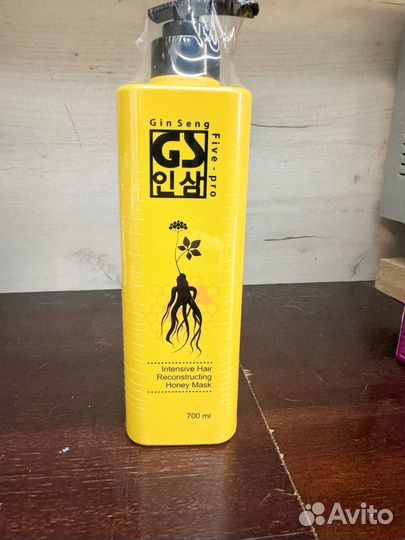 Gin Seng
Five-pro
GS
인삼
Intensive Hair
Reconstructing
Honey Mask
700 ml
Avito